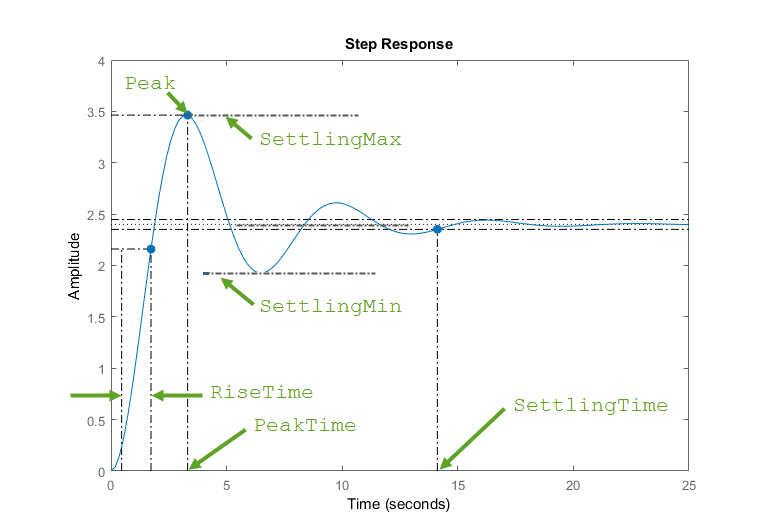 Step Response
4
Peak
3.5
SettlingMax
3
2.5
Amplitude
2
SettlingMin
1.5
1
RiseTime
SettlingTime
PeakTime
0.5
0
0 5 10 15 20 25
Time (seconds)